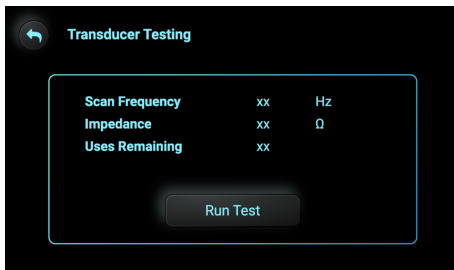 Transducer Testing
Scan Frequency xx Hz
Impedance xx Ω
Uses Remaining xx
Run Test